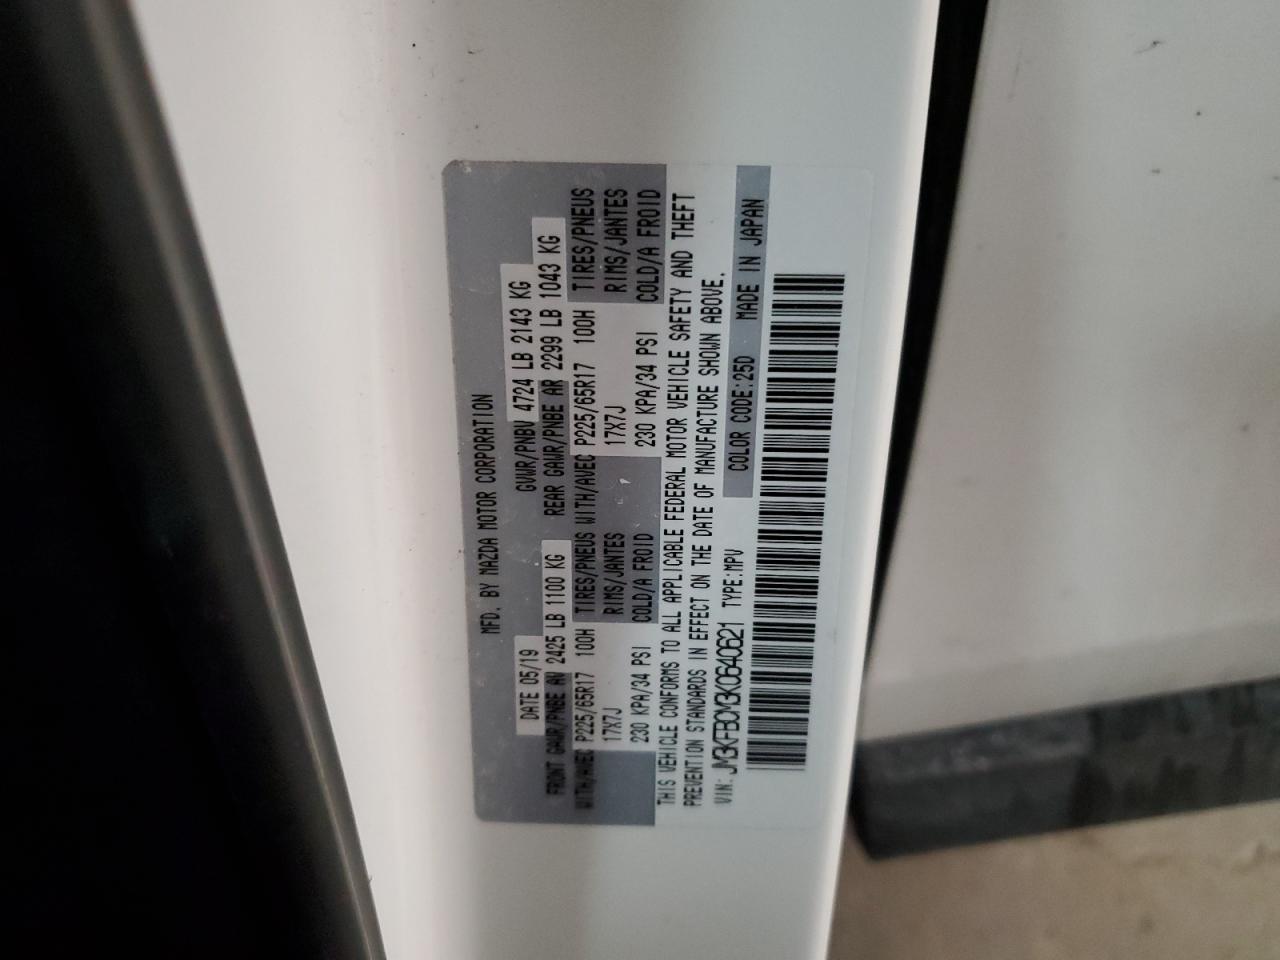 MFD. BY MAZDA MOTOR CORPORATION
DATE 05/19 GVWR/PNBV 4724 LB 2143 KG
FRONT GAWR/PNBE AV 2425 LB 1100 KG REAR GAWR/PNBE AR 2299 LB 1043 KG
WITH/AVEC P225/65R17 100H TIRES/PNEUS WITH/AVEC P225/65R17 100H TIRES/PNEUS
17X7J RIMS/JANTES 17X7J RIMS/JANTES
230 KPA/34 PSI COLD/A FROID 230 KPA/34 PSI COLD/A FROID
THIS VEHICLE CONFORMS TO ALL APPLICABLE FEDERAL MOTOR VEHICLE SAFETY AND THEFT
PREVENTION STANDARDS IN EFFECT ON THE DATE OF MANUFACTURE SHOWN ABOVE.
VIN: JM3KFBCM3K0640621 TYPE:MPV COLOR CODE:25D MADE IN JAPAN